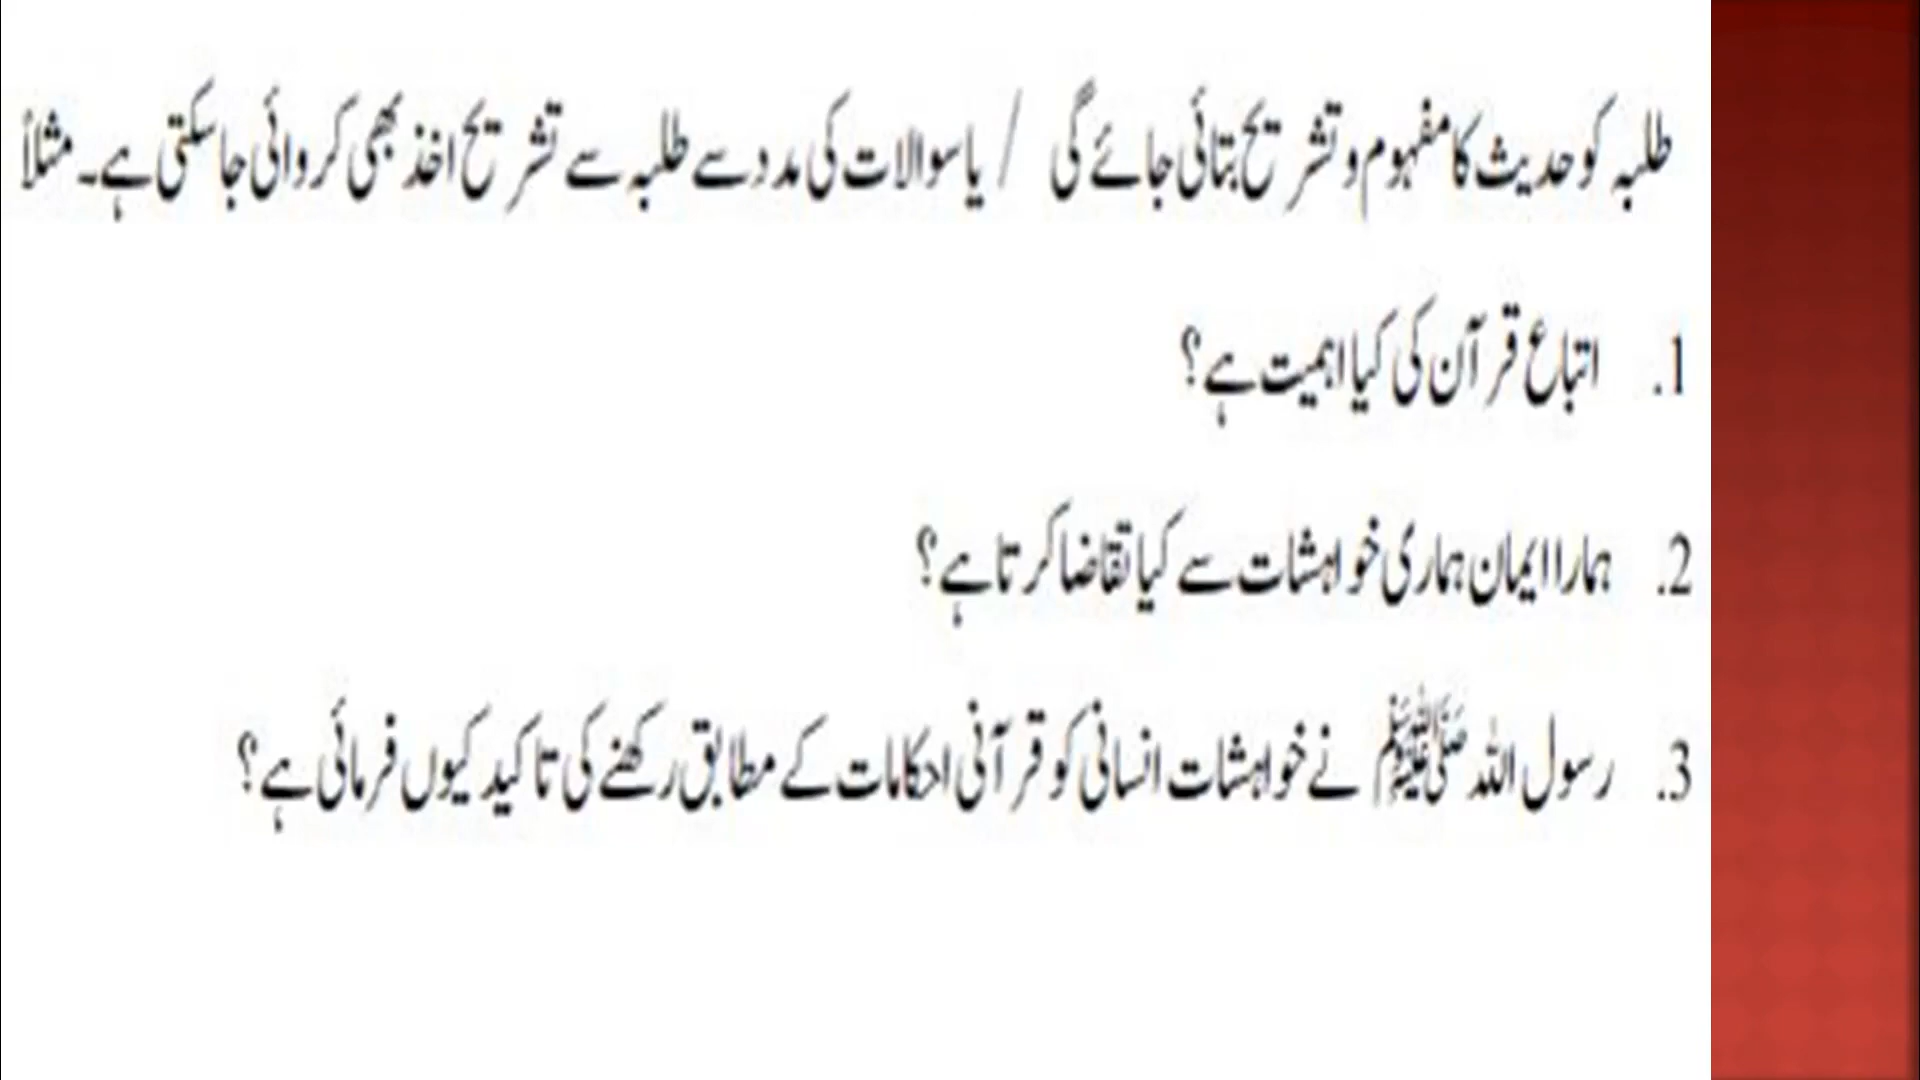 طلبہ کو حدیث کا مفہوم و تشریح بتائی جائے گی / یا سوالات کی مدد سے طلبہ سے تشریح اخذ بھی کروائی جا سکتی ہے۔ مثلاً
1. اتباع قرآن کی کیا اہمیت ہے؟
2. ہمارا ایمان ہماری خواہشات سے کیا تقاضا کرتا ہے؟
3. رسول اللہ ﷺ نے خواہشات انسانی کو قرآنی احکامات کے مطابق رکھنے کی تاکید کیوں فرمائی ہے؟